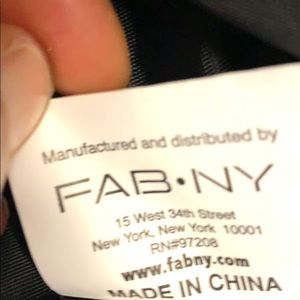 Manufactured and distributed by
FAB•NY
15 West 34th Street
New York, New York 10001
RN#97208
www.fabny.com
MADE IN CHINA